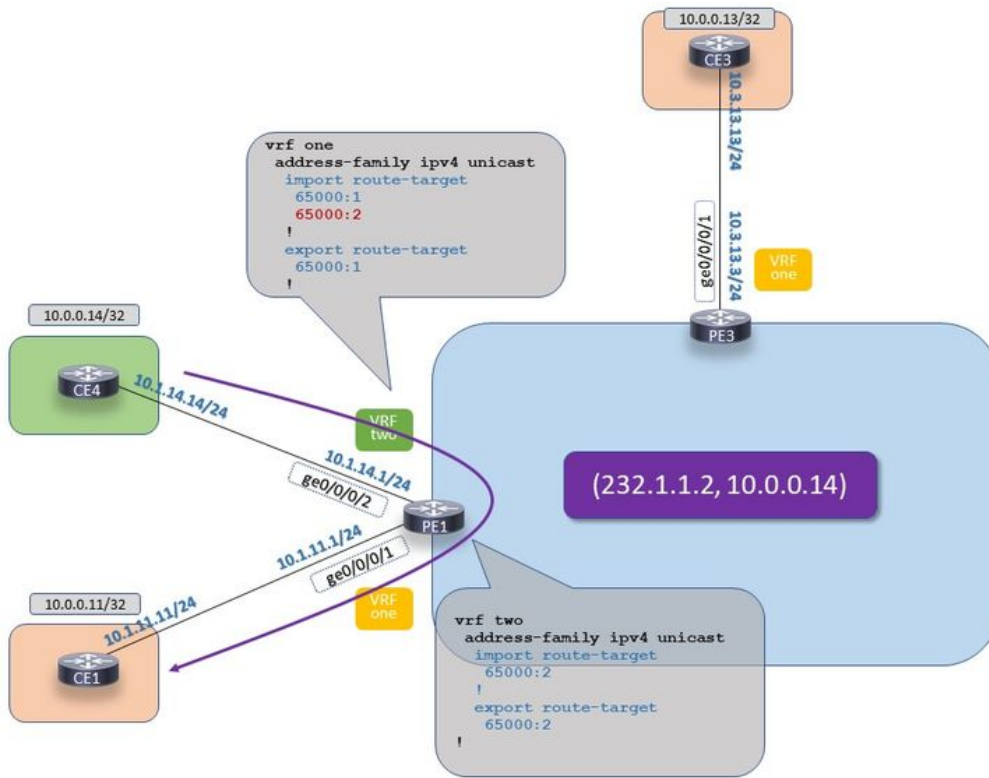 10.0.0.13/32
CE3
10.3.13.13/24
vrf one
address-family ipv4 unicast
import route-target
65000:1
65000:2
!
export route-target
65000:1
!
ge0/0/0/1
10.3.13.3/24
VRF
one
PE3
10.0.0.14/32
CE4
10.1.14.14/24
VRF
two
10.1.14.1/24
ge0/0/0/2
(232.1.1.2, 10.0.0.14)
PE1
10.1.11.1/24
ge0/0/0/1
10.0.0.11/32
10.1.11.11/24
VRF
one
CE1
vrf two
address-family ipv4 unicast
import route-target
65000:2
!
export route-target
65000:2
!